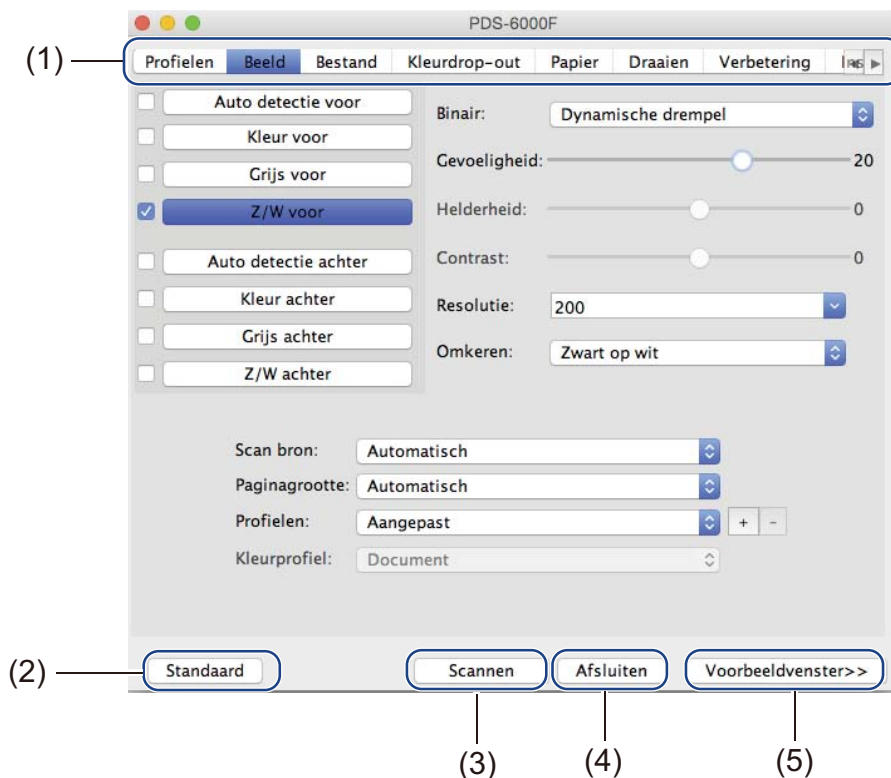 PDS-6000F
(1)
Profielen Beeld Bestand Kleurdrop-out Papier Draaien Verbetering
Auto detectie voor
Kleur voor
Grijs voor
Z/W voor
Auto detectie achter
Kleur achter
Grijs achter
Z/W achter
Binair: Dynamische drempel
Gevoeligheid: 20
Helderheid: 0
Contrast: 0
Resolutie: 200
Omkeren: Zwart op wit
Scan bron: Automatisch
Paginagrootte: Automatisch
Profielen: Aangepast + -
Kleurprofiel: Document
(2) Standaard Scannen Afsluiten Voorbeeldvenster>>
(3) (4) (5)